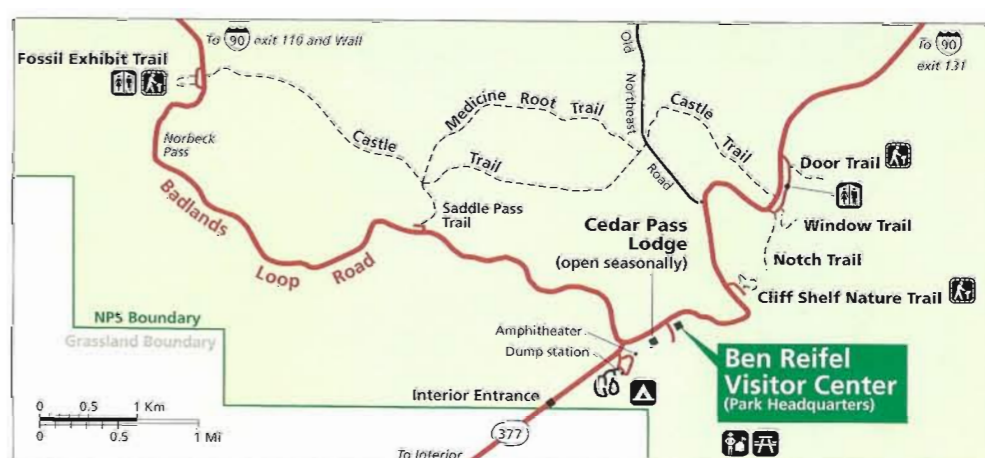 To 90 exit 110 and Wall
Fossil Exhibit Trail
Norbeck
Pass
Medicine Root Trail
Castle
Trail
Old
Northeast
Road
Castle
Trail
To 90
exit 131
Door Trail
Window Trail
Notch Trail
Cliff Shelf Nature Trail
Saddle Pass
Trail
Badlands
Loop
Road
Cedar Pass
Lodge
(open seasonally)
NPS Boundary
Grassland Boundary
Amphitheater
Dump station
Interior Entrance
Ben Reifel
Visitor Center
(Park Headquarters)
0 0.5 1 Km
0 0.5 1 Mi
377
To Interior